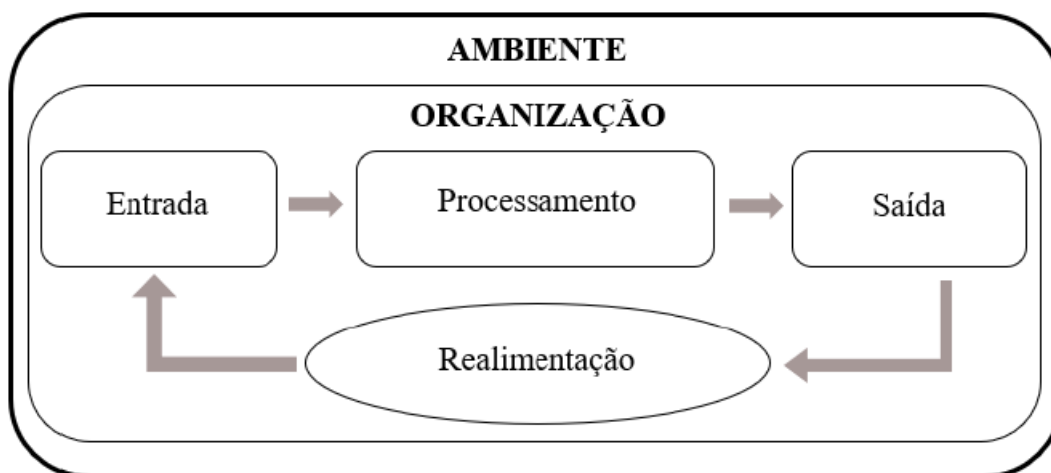 AMBIENTE
ORGANIZAÇÃO
Entrada
Processamento
Saída
Realimentação